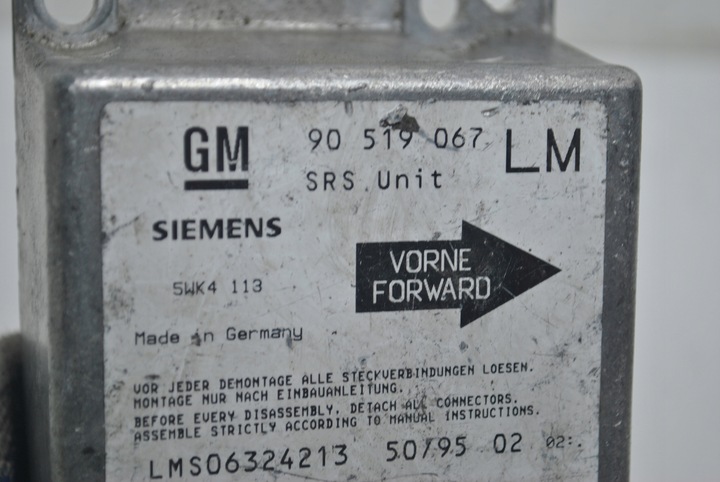 GM 90 519 067 LM
SRS Unit
SIEMENS
VORNE
FORWARD
5WK4 113
Made in Germany
VOR JEDER DEMONTAGE ALLE STECKVERBINDUNGEN LOESEN.
MONTAGE NUR NACH EINBAUANLEITUNG.
BEFORE EVERY DISASSEMBLY, DETACH ALL CONNECTORS.
ASSEMBLE STRICTLY ACCORDING TO MANUAL INSTRUCTIONS.
LMS06324213 50/95 02